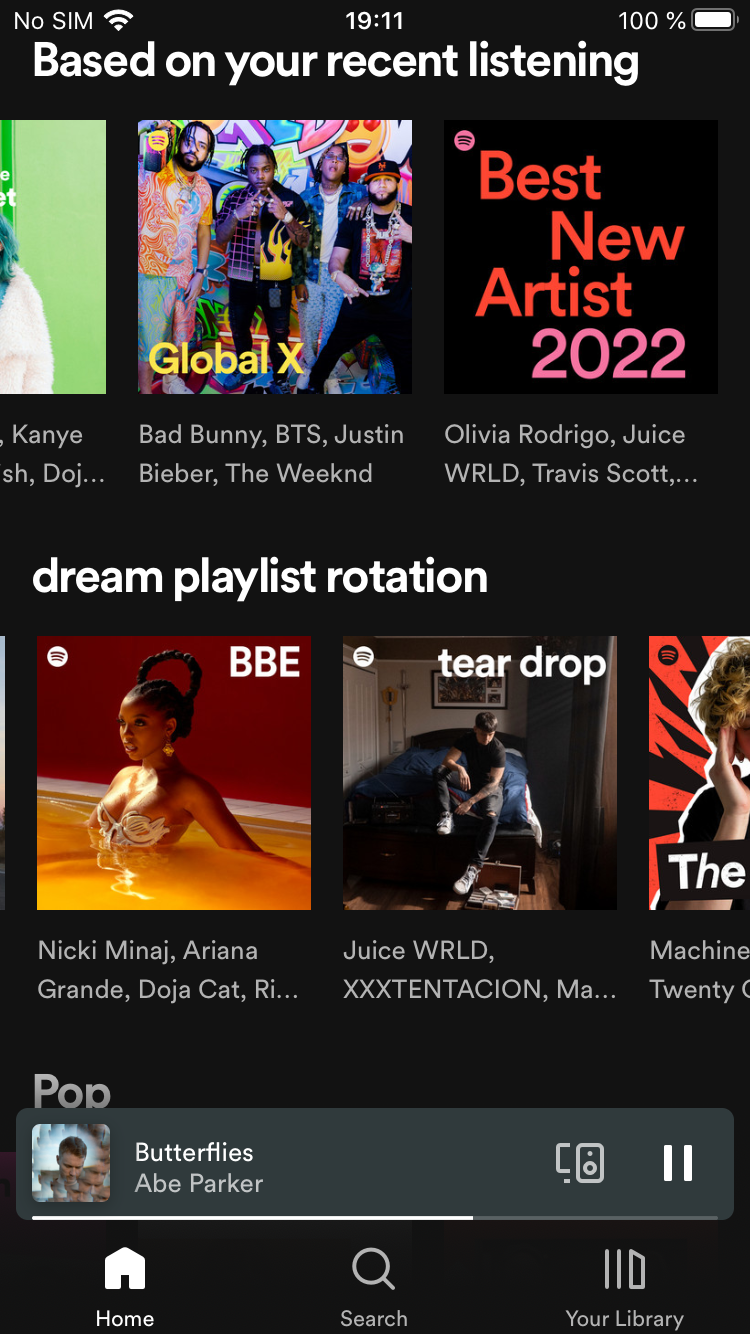 No SIM 19:11 100 %
Based on your recent listening
Best
New
Artist
2022
Global X
, Kanye
ish, Doj...
Bad Bunny, BTS, Justin
Bieber, The Weeknd
Olivia Rodrigo, Juice
WRLD, Travis Scott,...
dream playlist rotation
BBE
tear drop
The
Nicki Minaj, Ariana
Grande, Doja Cat, Ri...
Juice WRLD,
XXXTENTACION, Ma...
Machine
Twenty
Pop
Butterflies
Abe Parker
Home
Search
Your Library